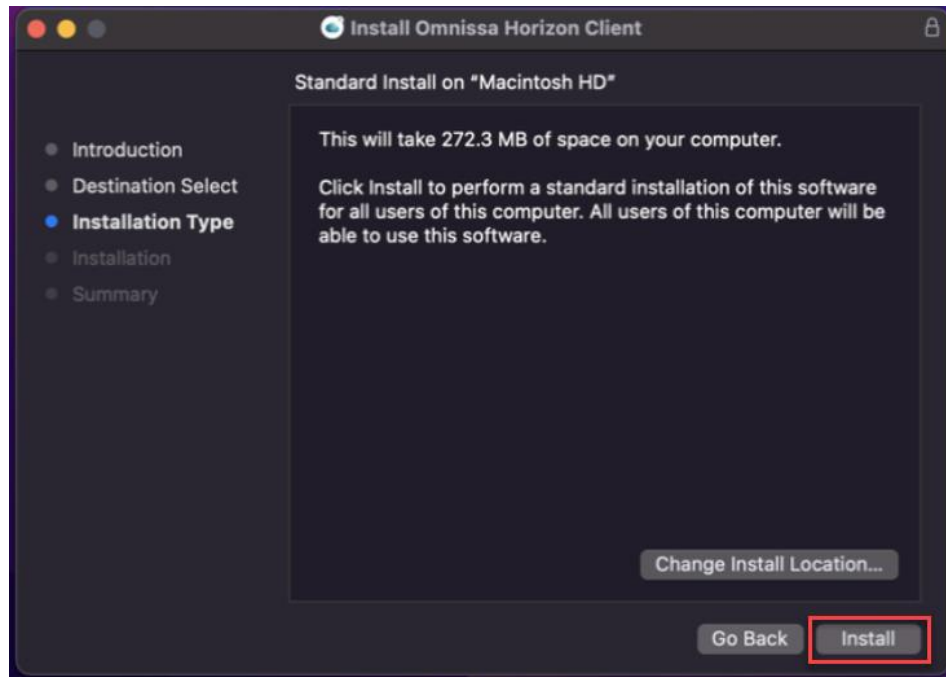 Install Omnissa Horizon Client
Standard Install on "Macintosh HD"
Introduction
Destination Select
Installation Type
Installation
Summary
This will take 272.3 MB of space on your computer.
Click Install to perform a standard installation of this software
for all users of this computer. All users of this computer will be
able to use this software.
Change Install Location...
Go Back
Install